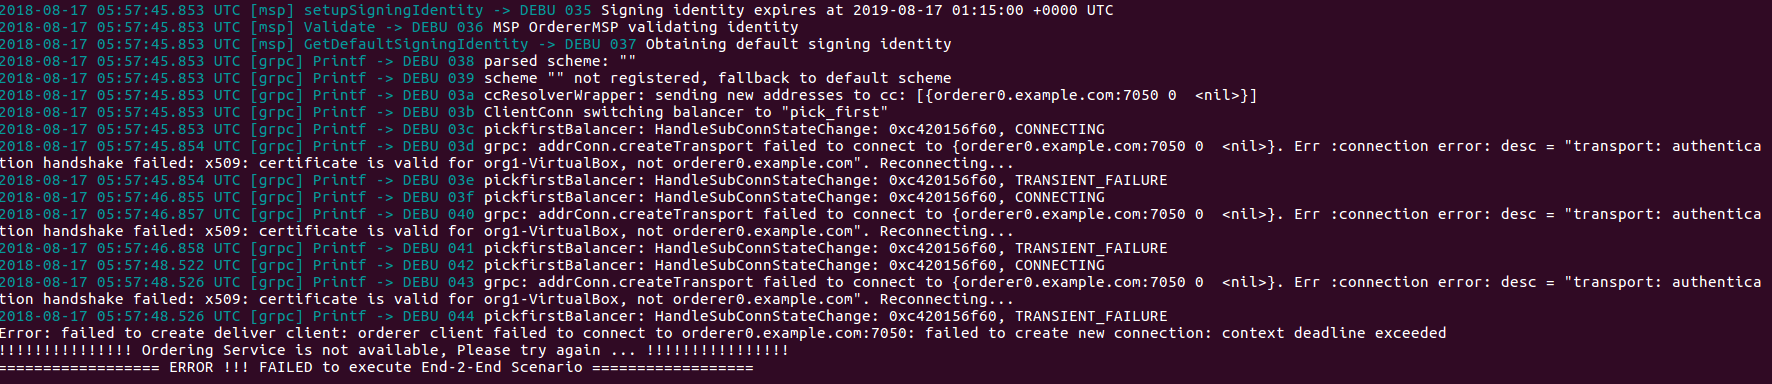 2018-08-17 05:57:45.853 UTC [msp] setupSigningIdentity -> DEBU 035 Signing identity expires at 2019-08-17 01:15:00 +0000 UTC
2018-08-17 05:57:45.853 UTC [msp] Validate -> DEBU 036 MSP OrdererMSP validating identity
2018-08-17 05:57:45.853 UTC [msp] GetDefaultSigningIdentity -> DEBU 037 Obtaining default signing identity
2018-08-17 05:57:45.853 UTC [grpc] Printf -> DEBU 038 parsed scheme: ""
2018-08-17 05:57:45.853 UTC [grpc] Printf -> DEBU 039 scheme "" not registered, fallback to default scheme
2018-08-17 05:57:45.853 UTC [grpc] Printf -> DEBU 03a ccResolverWrapper: sending new addresses to cc: [{orderer0.example.com:7050 0  <nil>}]
2018-08-17 05:57:45.853 UTC [grpc] Printf -> DEBU 03b ClientConn switching balancer to "pick_first"
2018-08-17 05:57:45.853 UTC [grpc] Printf -> DEBU 03c pickfirstBalancer: HandleSubConnStateChange: 0xc420156f60, CONNECTING
2018-08-17 05:57:45.854 UTC [grpc] Printf -> DEBU 03d grpc: addrConn.createTransport failed to connect to {orderer0.example.com:7050 0  <nil>}. Err :connection error: desc = "transport: authentica
tion handshake failed: x509: certificate is valid for org1-VirtualBox, not orderer0.example.com". Reconnecting...
2018-08-17 05:57:45.854 UTC [grpc] Printf -> DEBU 03e pickfirstBalancer: HandleSubConnStateChange: 0xc420156f60, TRANSIENT_FAILURE
2018-08-17 05:57:46.855 UTC [grpc] Printf -> DEBU 03f pickfirstBalancer: HandleSubConnStateChange: 0xc420156f60, CONNECTING
2018-08-17 05:57:46.857 UTC [grpc] Printf -> DEBU 040 grpc: addrConn.createTransport failed to connect to {orderer0.example.com:7050 0  <nil>}. Err :connection error: desc = "transport: authentica
tion handshake failed: x509: certificate is valid for org1-VirtualBox, not orderer0.example.com". Reconnecting...
2018-08-17 05:57:46.858 UTC [grpc] Printf -> DEBU 041 pickfirstBalancer: HandleSubConnStateChange: 0xc420156f60, TRANSIENT_FAILURE
2018-08-17 05:57:48.522 UTC [grpc] Printf -> DEBU 042 pickfirstBalancer: HandleSubConnStateChange: 0xc420156f60, CONNECTING
2018-08-17 05:57:48.526 UTC [grpc] Printf -> DEBU 043 grpc: addrConn.createTransport failed to connect to {orderer0.example.com:7050 0  <nil>}. Err :connection error: desc = "transport: authentica
tion handshake failed: x509: certificate is valid for org1-VirtualBox, not orderer0.example.com". Reconnecting...
2018-08-17 05:57:48.526 UTC [grpc] Printf -> DEBU 044 pickfirstBalancer: HandleSubConnStateChange: 0xc420156f60, TRANSIENT_FAILURE
Error: failed to create deliver client: orderer client failed to connect to orderer0.example.com:7050: failed to create new connection: context deadline exceeded
!!!!!!!!!!!!!!! Ordering Service is not available, Please try again ... !!!!!!!!!!!!!!!!
================== ERROR !!! FAILED to execute End-2-End Scenario ==================